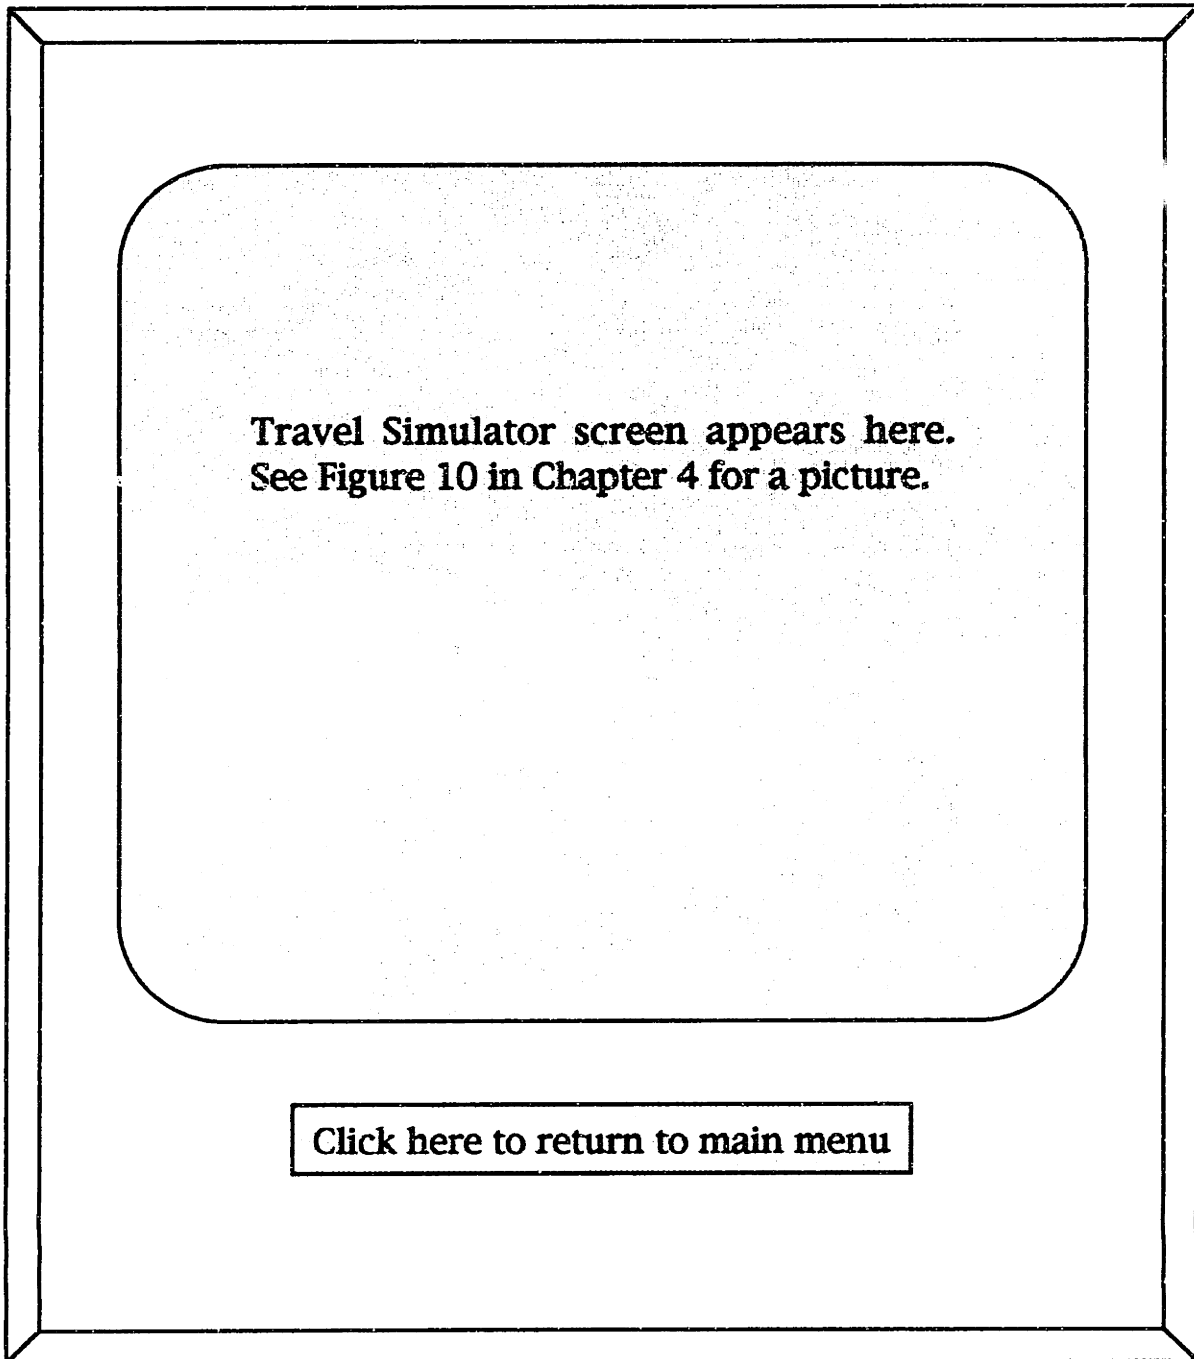 Travel Simulator screen appears here.
See Figure 10 in Chapter 4 for a picture.
Click here to return to main menu